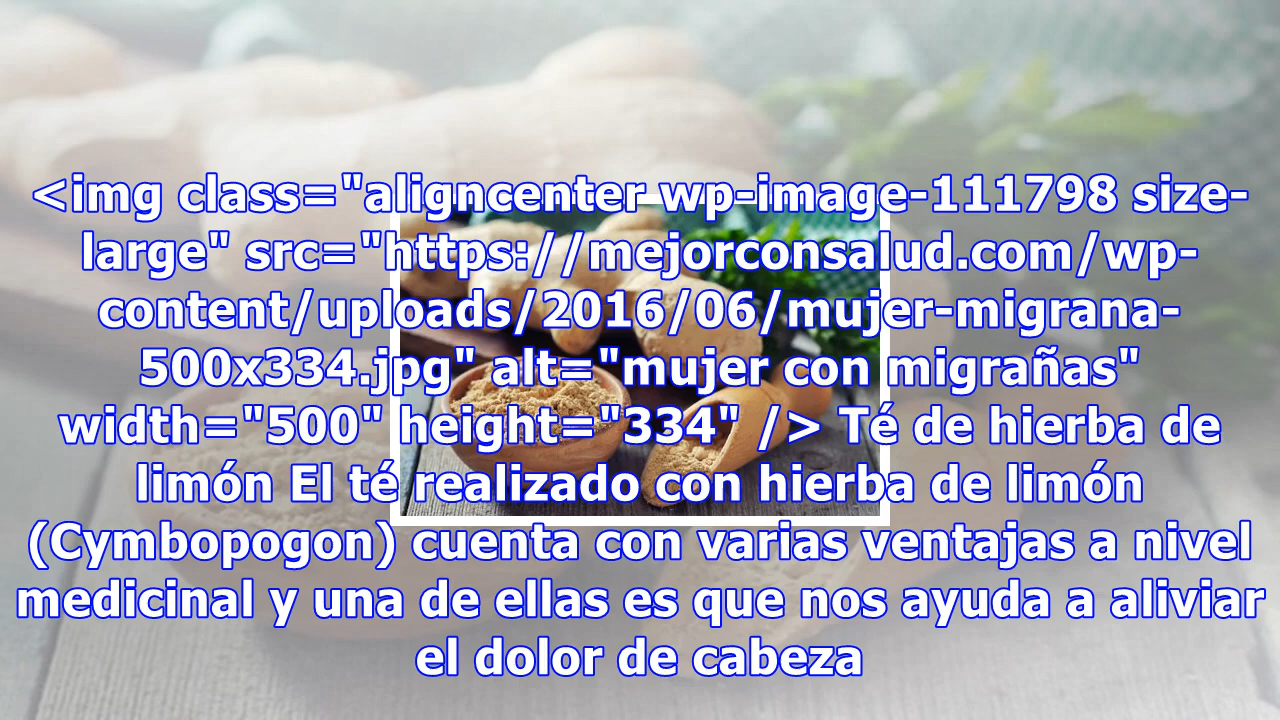 <img class="aligncenter wp-image-111798 size-
large" src="https://mejorconsalud.com/wp-
content/uploads/2016/06/mujer-migrana-
500x334.jpg" alt="mujer con migrañas"
width="500" height="334" /> Té de hierba de
limón El té realizado con hierba de limón
(Cymbopogon) cuenta con varias ventajas a nivel
medicinal y una de ellas es que nos ayuda a aliviar
el dolor de cabeza